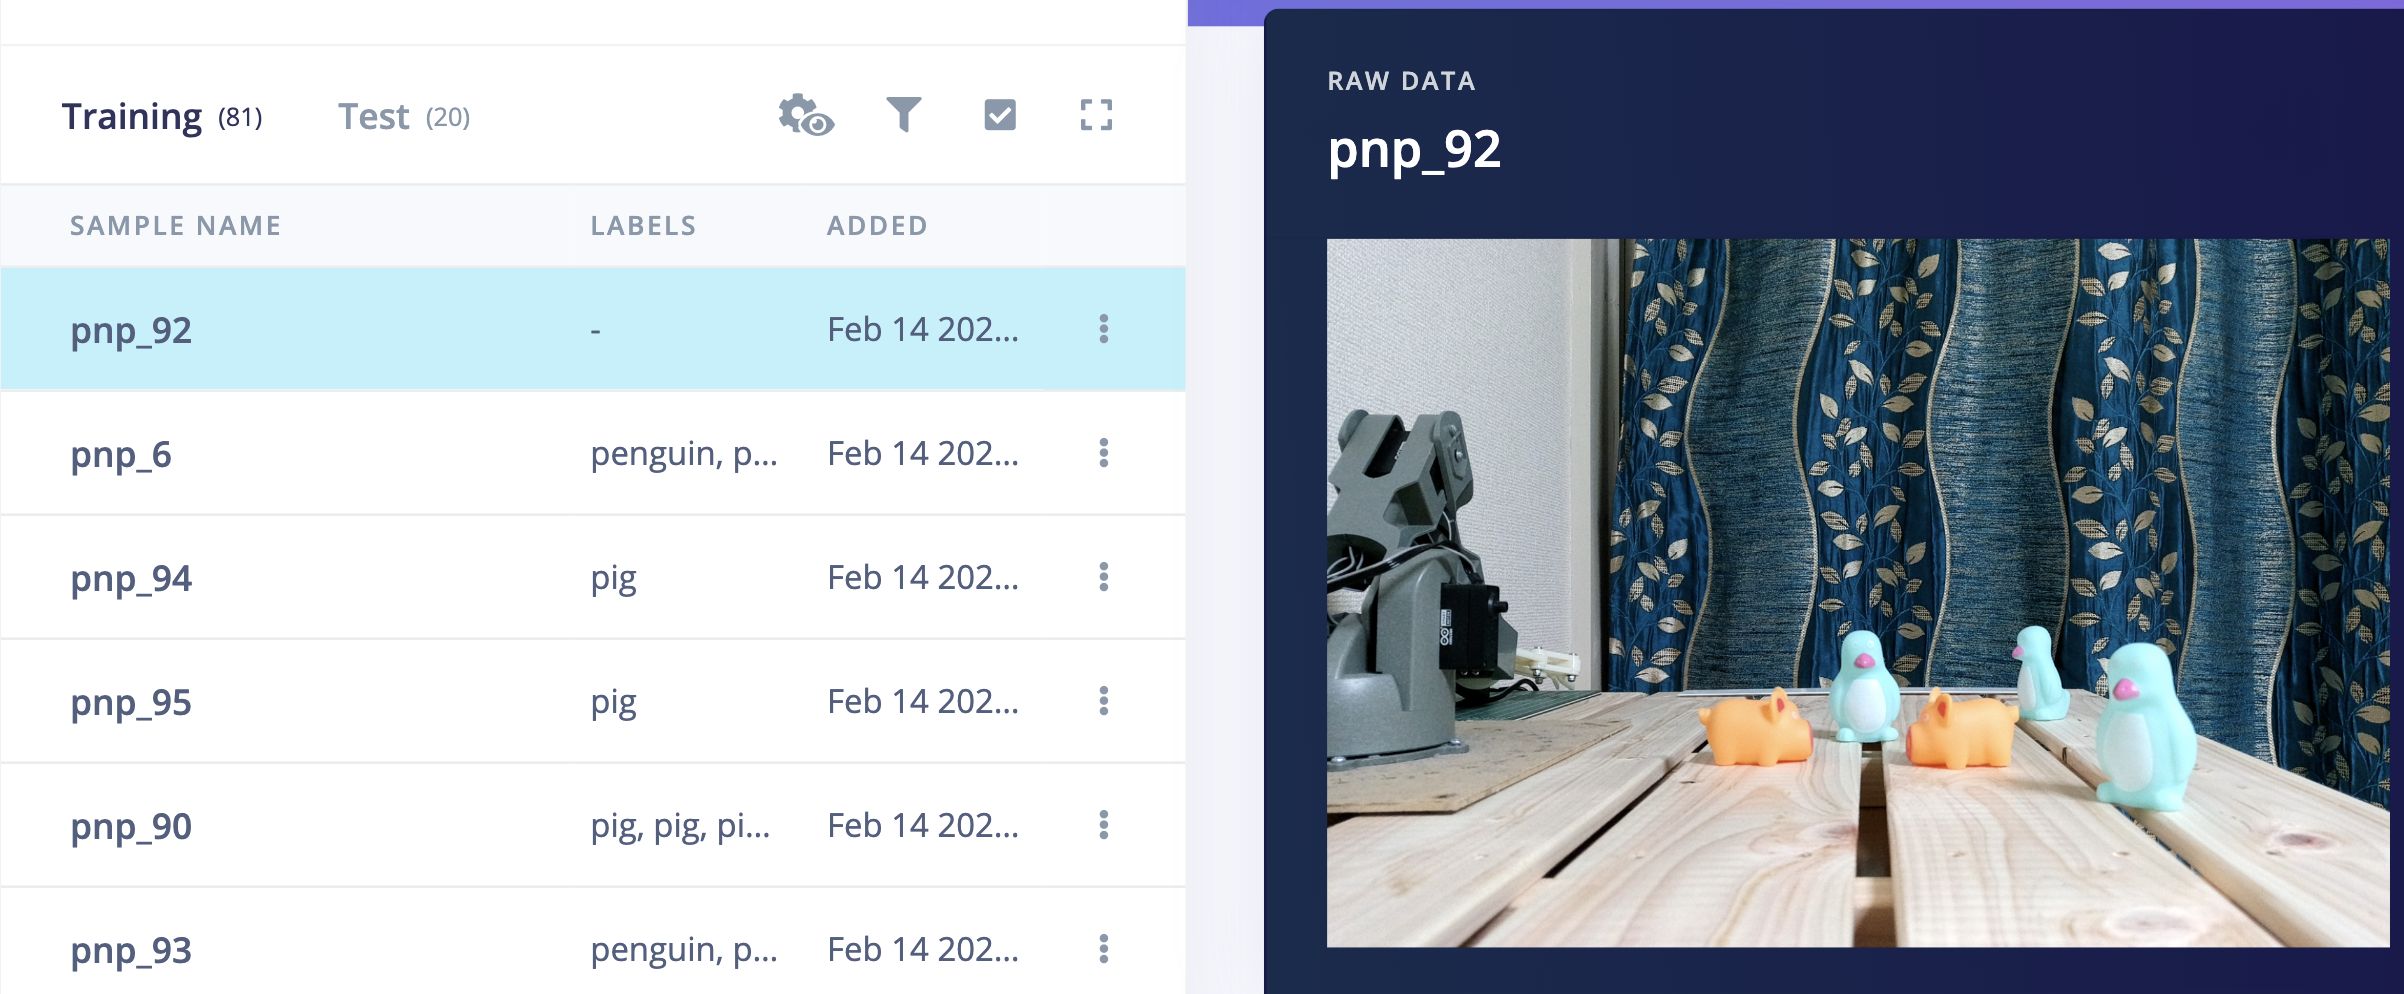 Training (81) Test (20)
SAMPLE NAME LABELS ADDED
pnp_92 - Feb 14 202...
pnp_6 penguin, p... Feb 14 202...
pnp_94 pig Feb 14 202...
pnp_95 pig Feb 14 202...
pnp_90 pig, pig, pi... Feb 14 202...
pnp_93 penguin, p... Feb 14 202...
RAW DATA
pnp_92